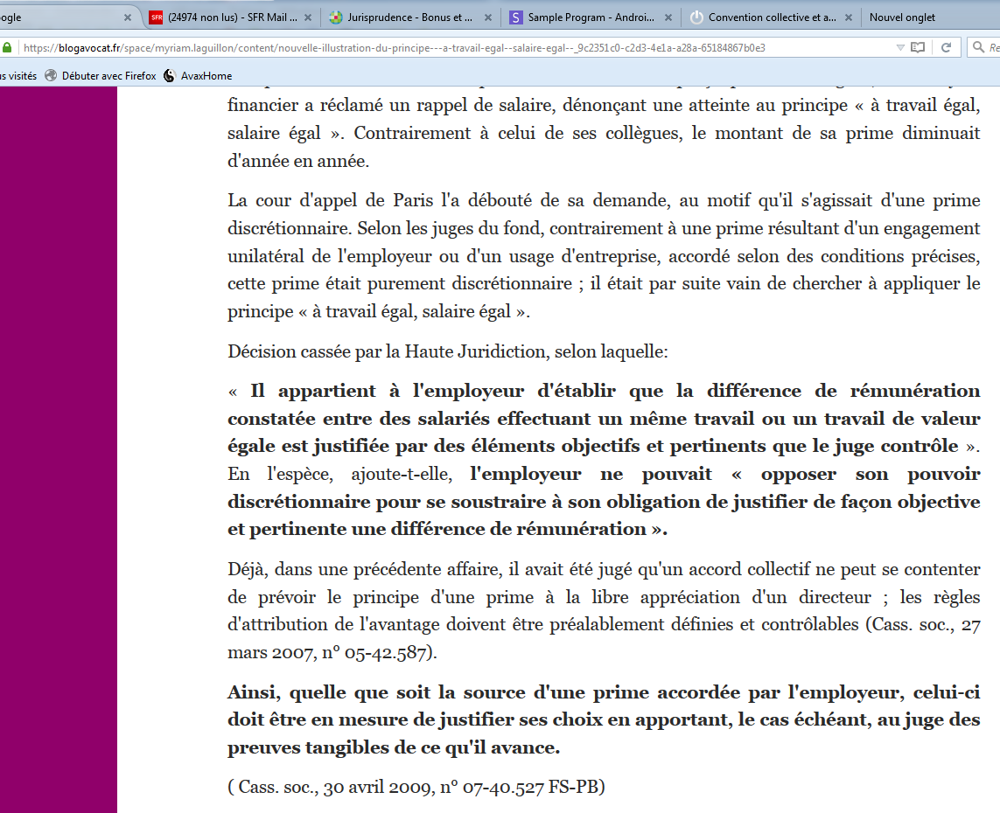 ogle
SFR (24974 non lus) - SFR Mail ...
Jurisprudence - Bonus et ...
S Sample Program - Androi...
Convention collective et a...
Nouvel onglet
https://blogavocat.fr/space/myriam.laguillon/content/nouvelle-illustration-du-principe---a-travail-egal--salaire-egal--_9c2351c0-c2d3-4e1a-a28a-65184867b0e3
Re
s visités Débuter avec Firefox AvaxHome
financier a réclamé un rappel de salaire, dénonçant une atteinte au principe « à travail égal,
salaire égal ». Contrairement à celui de ses collègues, le montant de sa prime diminuait
d'année en année.
La cour d'appel de Paris l'a débouté de sa demande, au motif qu'il s'agissait d'une prime
discrétionnaire. Selon les juges du fond, contrairement à une prime résultant d'un engagement
unilatéral de l'employeur ou d'un usage d'entreprise, accordé selon des conditions précises,
cette prime était purement discrétionnaire ; il était par suite vain de chercher à appliquer le
principe « à travail égal, salaire égal ».
Décision cassée par la Haute Juridiction, selon laquelle:
« Il appartient à l'employeur d'établir que la différence de rémunération
constatée entre des salariés effectuant un même travail ou un travail de valeur
égale est justifiée par des éléments objectifs et pertinents que le juge contrôle ».
En l'espèce, ajoute-t-elle, l'employeur ne pouvait « opposer son pouvoir
discrétionnaire pour se soustraire à son obligation de justifier de façon objective
et pertinente une différence de rémunération ».
Déjà, dans une précédente affaire, il avait été jugé qu'un accord collectif ne peut se contenter
de prévoir le principe d'une prime à la libre appréciation d'un directeur ; les règles
d'attribution de l'avantage doivent être préalablement définies et contrôlables (Cass. soc., 27
mars 2007, n° 05-42.587).
Ainsi, quelle que soit la source d'une prime accordée par l'employeur, celui-ci
doit être en mesure de justifier ses choix en apportant, le cas échéant, au juge des
preuves tangibles de ce qu'il avance.
( Cass. soc., 30 avril 2009, n° 07-40.527 FS-PB)